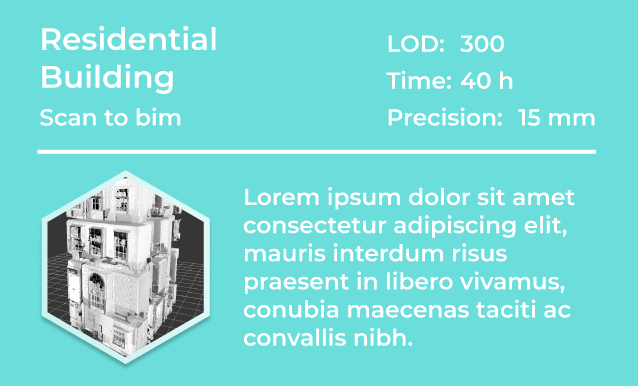 Residential
Building
Scan to bim
LOD: 300
Time: 40 h
Precision: 15 mm
Lorem ipsum dolor sit amet
consectetur adipiscing elit,
mauris interdum risus
praesent in libero vivamus,
conubia maecenas taciti ac
convallis nibh.